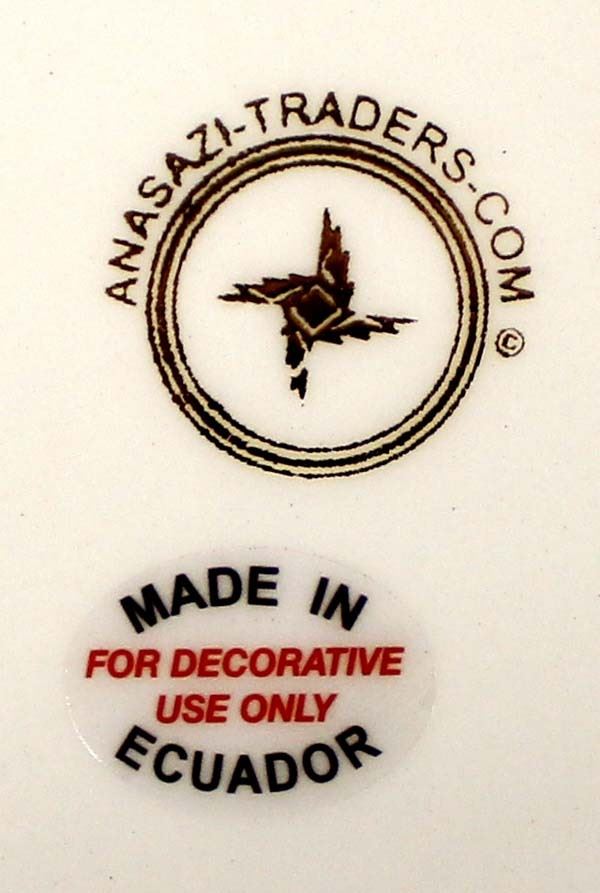 ANASAZI-TRADERS-COM
©
MADE IN
FOR DECORATIVE
USE ONLY
ECUADOR